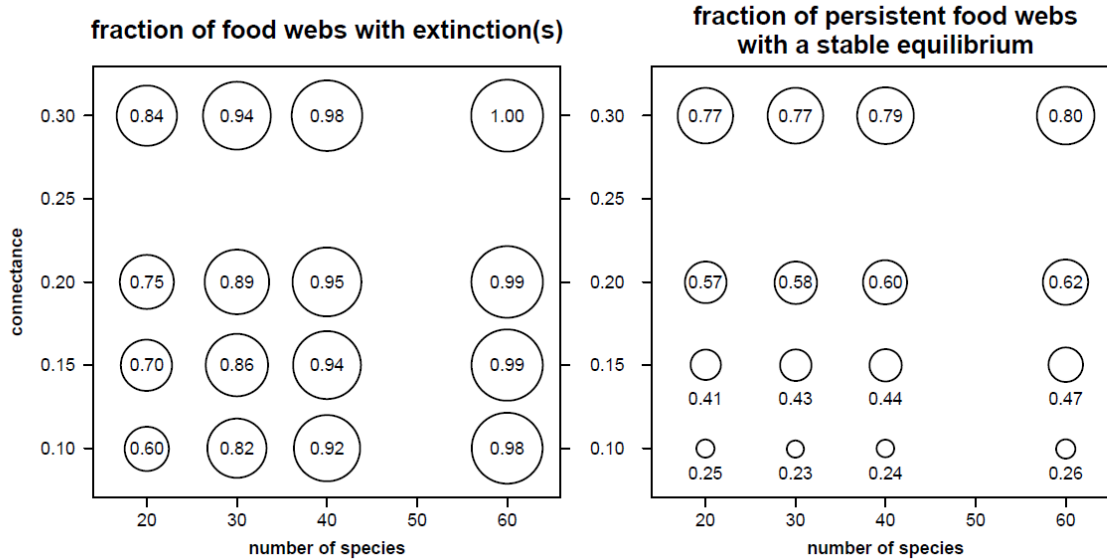 fraction of food webs with extinction(s)
0.30
0.25
0.20
0.15
0.10
connectance
0.84 0.94 0.98 1.00
0.75 0.89 0.95 0.99
0.70 0.86 0.94 0.99
0.60 0.82 0.92 0.98
20 30 40 50 60
number of species
fraction of persistent food webs
with a stable equilibrium
0.30
0.25
0.20
0.15
0.10
0.77 0.77 0.79 0.80
0.57 0.58 0.60 0.62
0.41 0.43 0.44 0.47
0.25 0.23 0.24 0.26
20 30 40 50 60
number of species